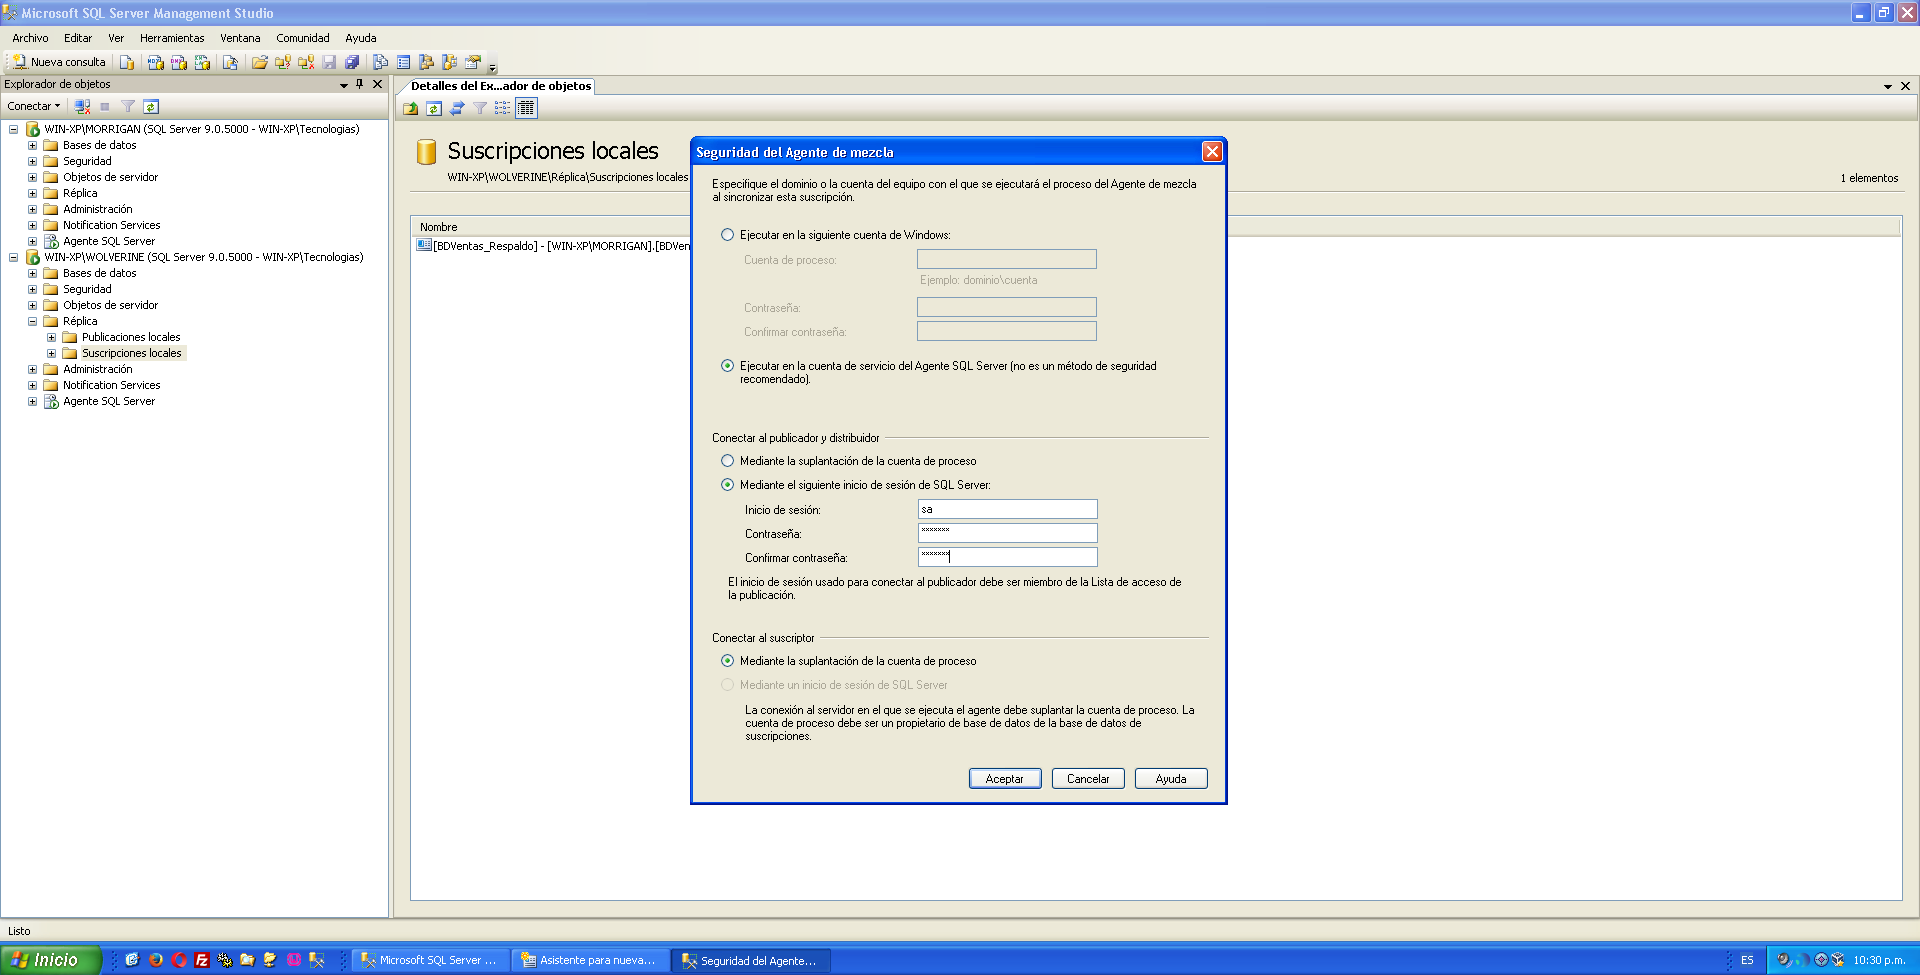 Microsoft SQL Server Management Studio
Archivo Editar Ver Herramientas Ventana Comunidad Ayuda
Nueva consulta
Explorador de objetos
Conectar
WIN-XP\MORRIGAN (SQL Server 9.0.5000 - WIN-XP\Tecnologias)
Bases de datos
Seguridad
Objetos de servidor
Réplica
Administración
Notification Services
Agente SQL Server
WIN-XP\WOLVERINE (SQL Server 9.0.5000 - WIN-XP\Tecnologias)
Bases de datos
Seguridad
Objetos de servidor
Réplica
Publicaciones locales
Suscripciones locales
Administración
Notification Services
Agente SQL Server
Detalles del Ex...ador de objetos
Suscripciones locales
WIN-XP\WOLVERINE\Réplica\Suscripciones locales
1 elementos
Nombre
[BDVentas_Respaldo] - [WIN-XP\MORRIGAN].[BDVen
Seguridad del Agente de mezcla
Especifique el dominio o la cuenta del equipo con el que se ejecutará el proceso del Agente de mezcla
al sincronizar esta suscripción.
Ejecutar en la siguiente cuenta de Windows:
Cuenta de proceso:
Ejemplo: dominio\cuenta
Contraseña:
Confirmar contraseña:
Ejecutar en la cuenta de servicio del Agente SQL Server (no es un método de seguridad
recomendado).
Conectar al publicador y distribuidor
Mediante la suplantación de la cuenta de proceso
Mediante el siguiente inicio de sesión de SQL Server:
Inicio de sesión: sa
Contraseña: *******
Confirmar contraseña: *******
El inicio de sesión usado para conectar al publicador debe ser miembro de la Lista de acceso de
la publicación.
Conectar al suscriptor
Mediante la suplantación de la cuenta de proceso
Mediante un inicio de sesión de SQL Server
La conexión al servidor en el que se ejecuta el agente debe suplantar la cuenta de proceso. La
cuenta de proceso debe ser un propietario de base de datos de la base de datos de
suscripciones.
Aceptar Cancelar Ayuda
Listo
Inicio
Microsoft SQL Server ...
Asistente para nueva...
Seguridad del Agente...
ES
10:30 p.m.